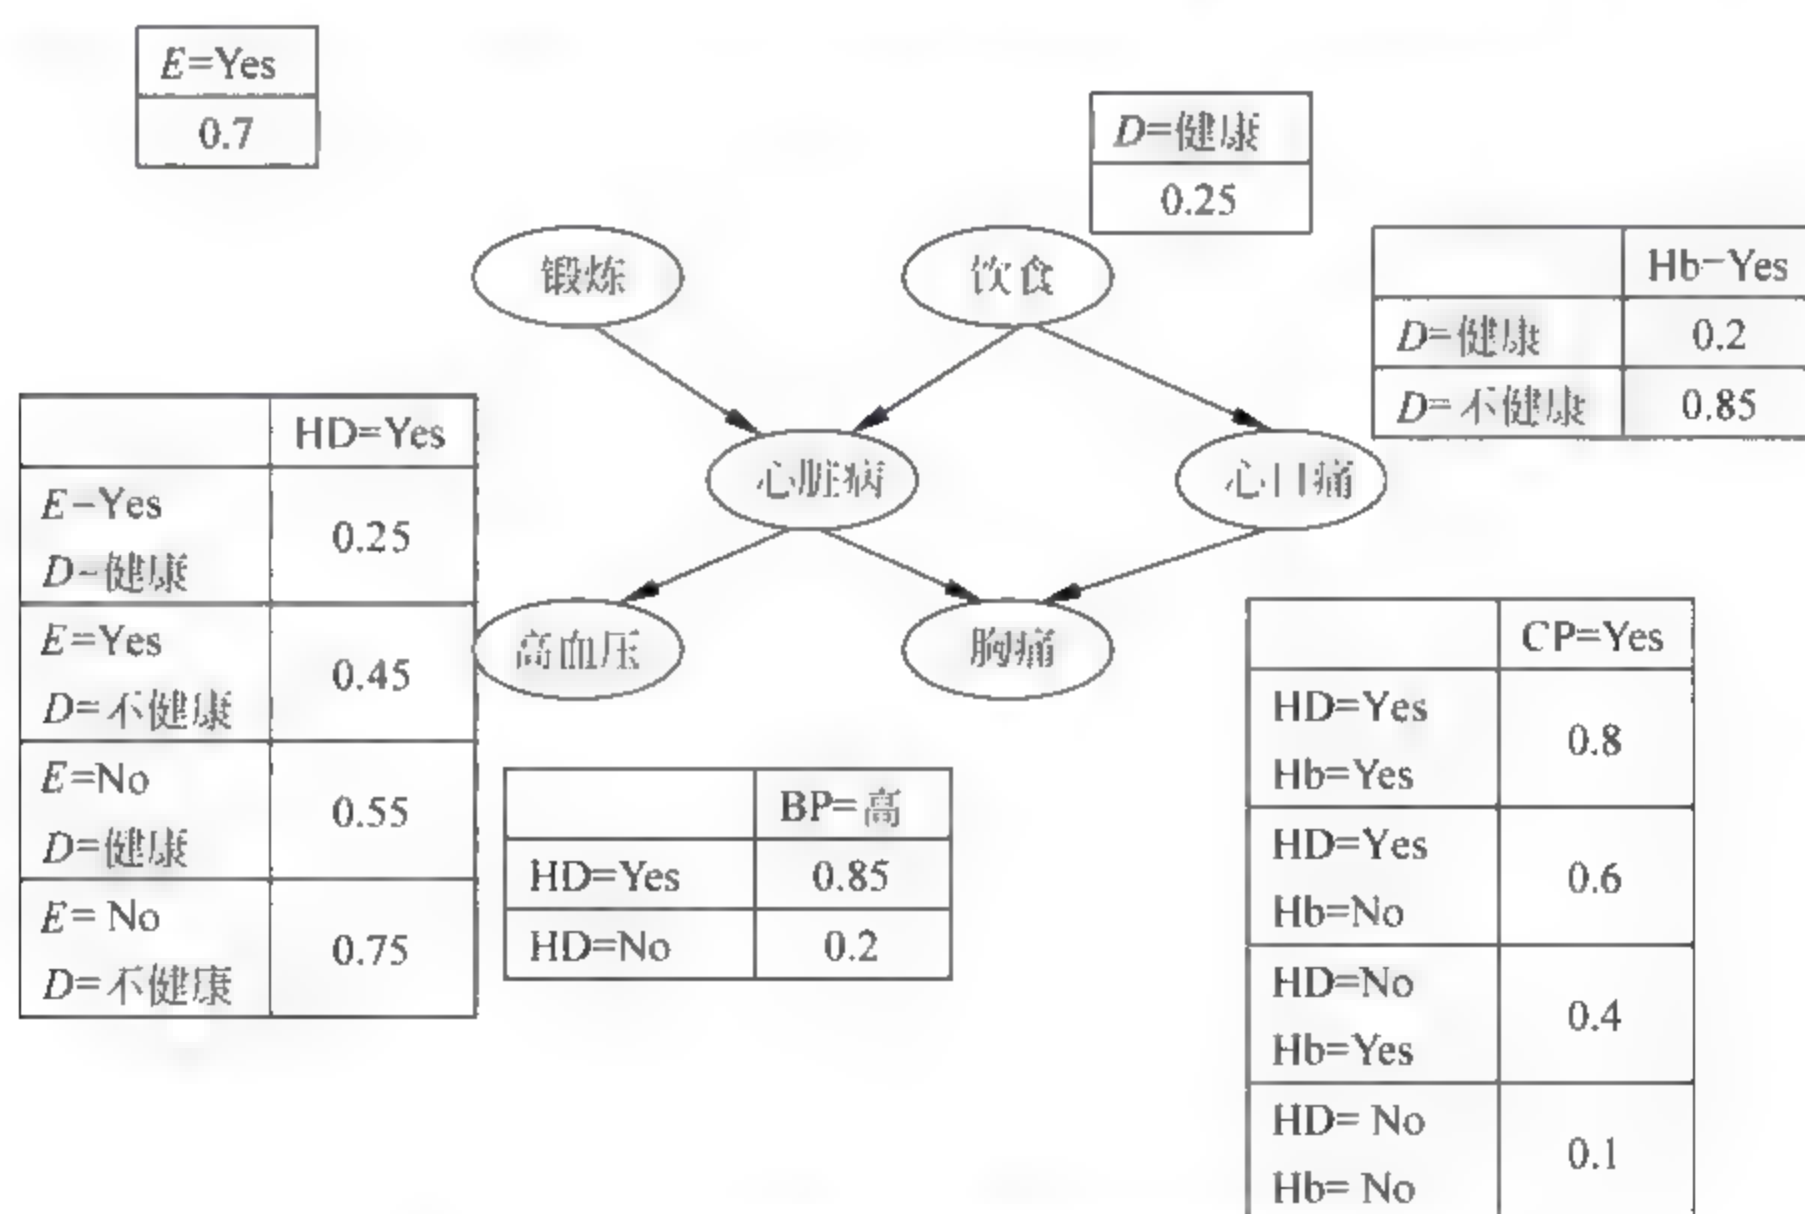 E=Yes
0.7
D=健康
0.25
锻炼
饮食
Hb-Yes
D=健康
0.2
D=不健康
0.85
HD=Yes
E-Yes
D-健康
0.25
E=Yes
D=不健康
0.45
E=No
D=健康
0.55
E= No
D=不健康
0.75
心脏病
心口痛
高血压
胸痛
BP=高
HD=Yes
0.85
HD=No
0.2
CP=Yes
HD=Yes
Hb=Yes
0.8
HD=Yes
Hb=No
0.6
HD=No
Hb=Yes
0.4
HD= No
Hb= No
0.1